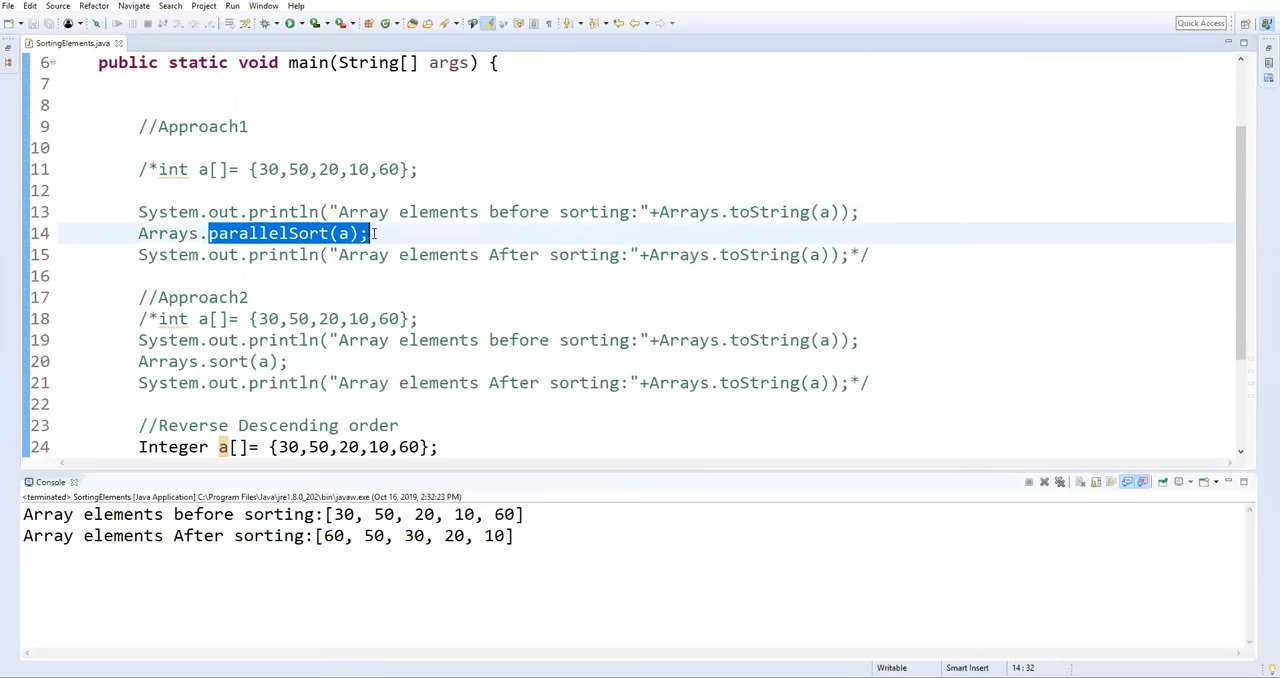 File Edit Source Refactor Navigate Search Project Run Window Help
Quick Access
SortingElements.java
6 public static void main(String[] args) {
7
8
9 //Approach1
10
11 /*int a[]= {30,50,20,10,60};
12
13 System.out.println("Array elements before sorting:"+Arrays.toString(a));
14 Arrays.parallelSort(a);
15 System.out.println("Array elements After sorting:"+Arrays.toString(a));*/
16
17 //Approach2
18 /*int a[]= {30,50,20,10,60};
19 System.out.println("Array elements before sorting:"+Arrays.toString(a));
20 Arrays.sort(a);
21 System.out.println("Array elements After sorting:"+Arrays.toString(a));*/
22
23 //Reverse Descending order
24 Integer a[]= {30,50,20,10,60};
Console
<terminated> SortingElements [Java Application] C:\Program Files\Java\jre1.8.0_202\bin\javaw.exe (Oct 16, 2019, 2:32:23 PM)
Array elements before sorting:[30, 50, 20, 10, 60]
Array elements After sorting:[60, 50, 30, 20, 10]
Writable Smart Insert 14:32